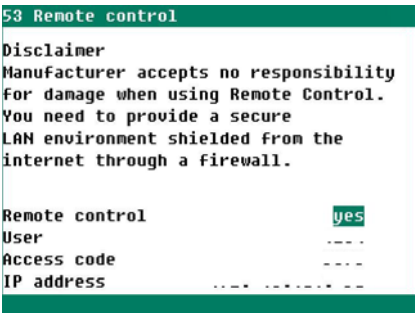 53 Remote control
Disclaimer
Manufacturer accepts no responsibility
for damage when using Remote Control.
You need to provide a secure
LAN environment shielded from the
internet through a firewall.
Remote control yes
User
Access code
IP address